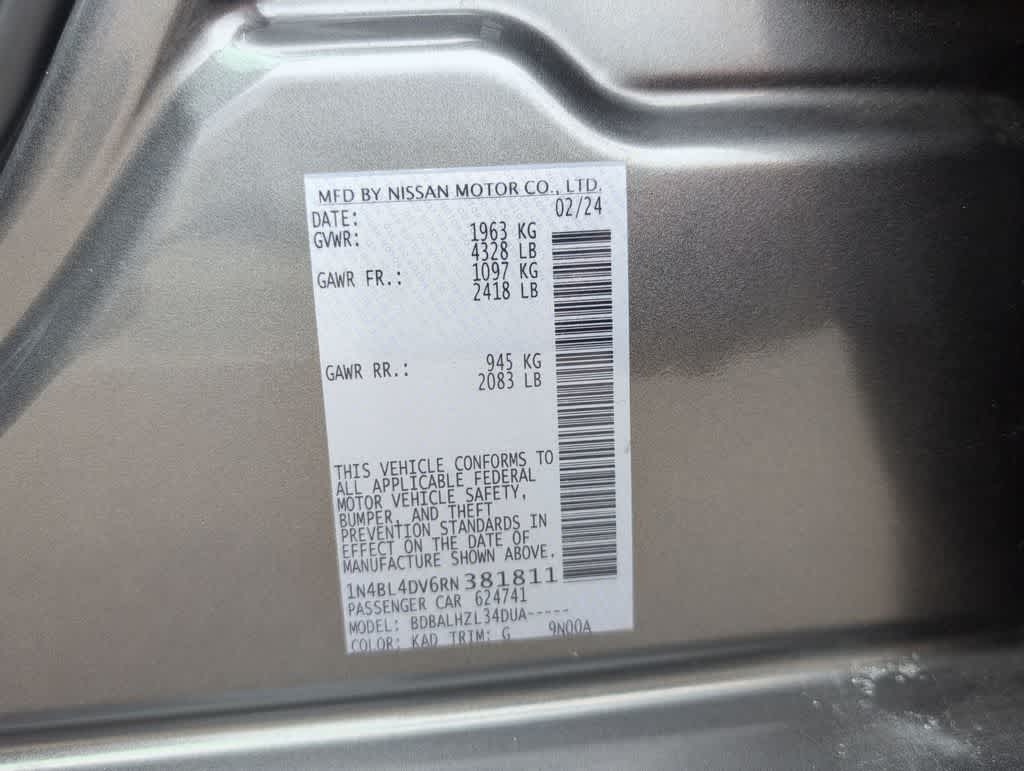 MFD BY NISSAN MOTOR CO., LTD.
DATE: 02/24
GVWR: 1963 KG
4328 LB
GAWR FR.: 1097 KG
2418 LB
GAWR RR.: 945 KG
2083 LB
THIS VEHICLE CONFORMS TO
ALL APPLICABLE FEDERAL
MOTOR VEHICLE SAFETY,
BUMPER, AND THEFT
PREVENTION STANDARDS IN
EFFECT ON THE DATE OF
MANUFACTURE SHOWN ABOVE.
1N4BL4DV6RN381811
PASSENGER CAR 624741
MODEL: BDBALHZL34DUA-----
COLOR: KAD TRIM: G 9N00A